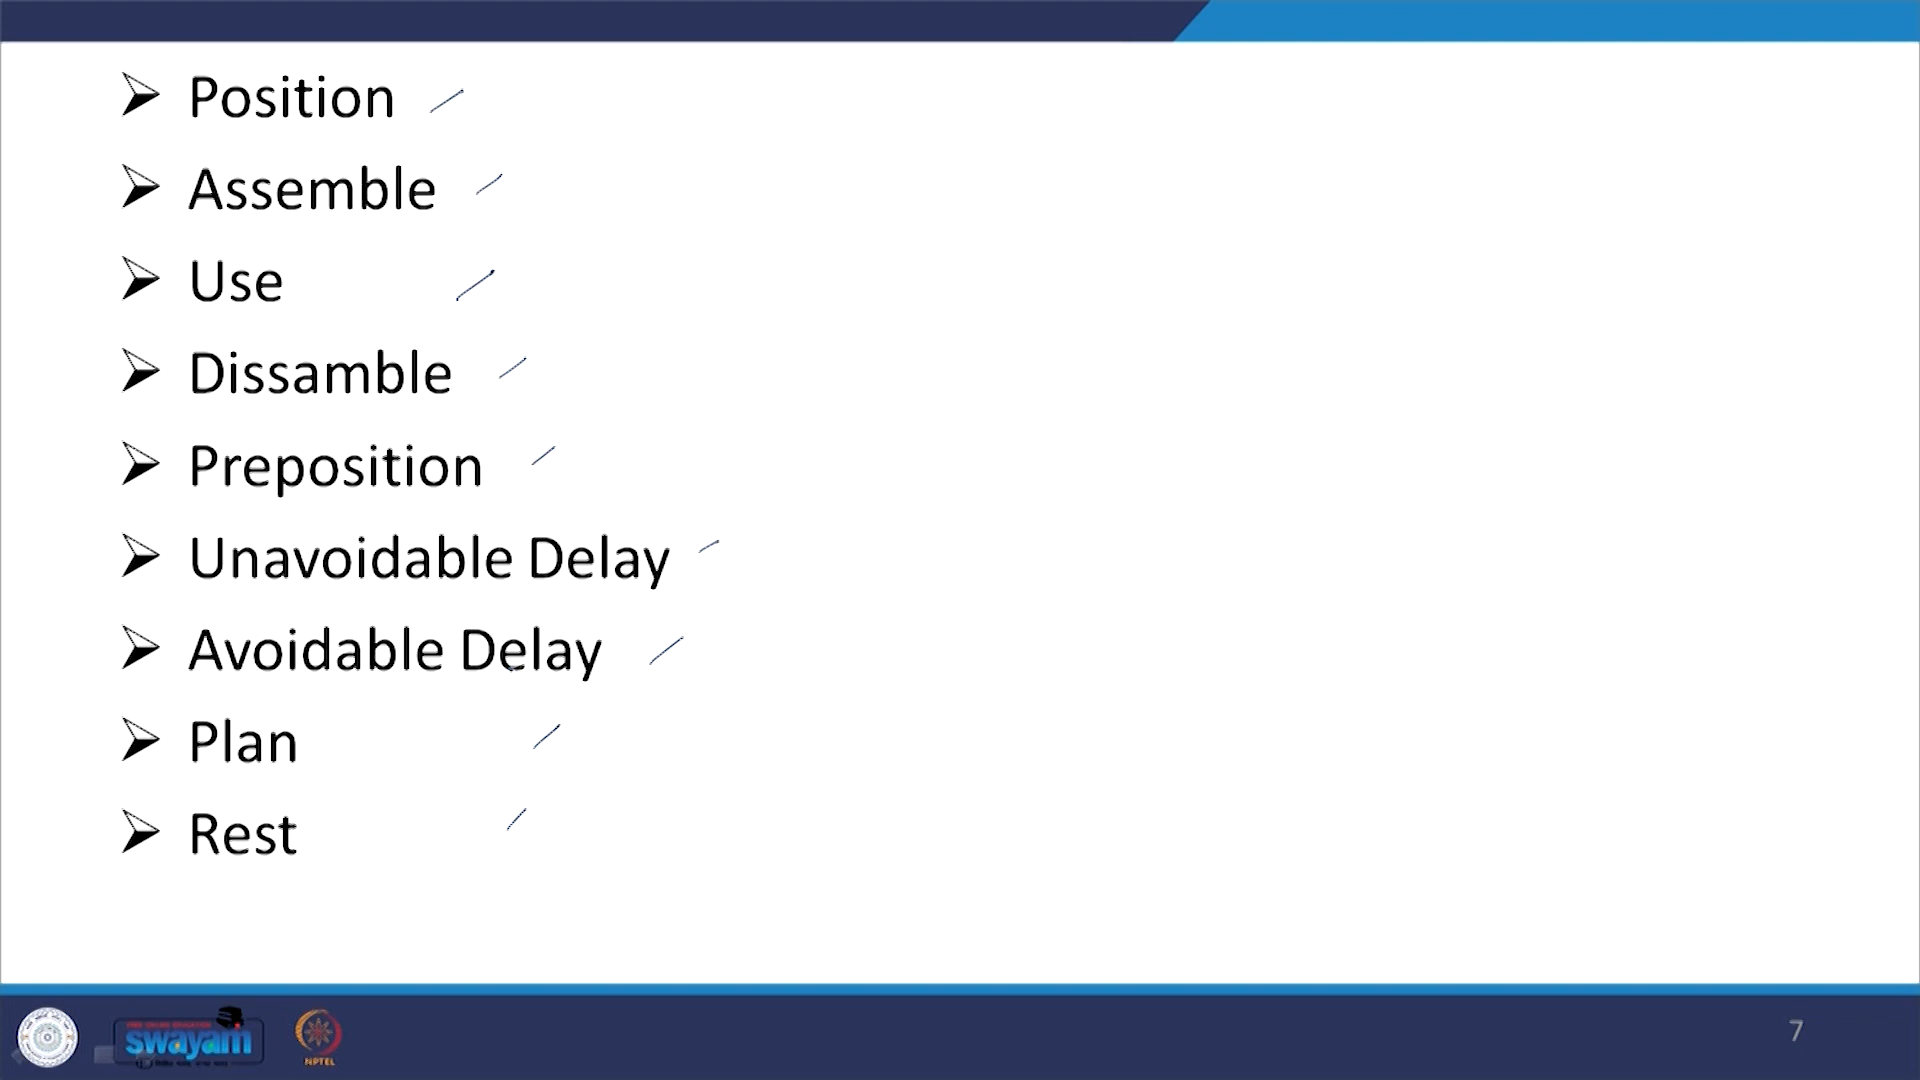 Position
Assemble
Use
Dissamble
Preposition
Unavoidable Delay
Avoidable Delay
Plan
Rest
swayam
NPTEL
7